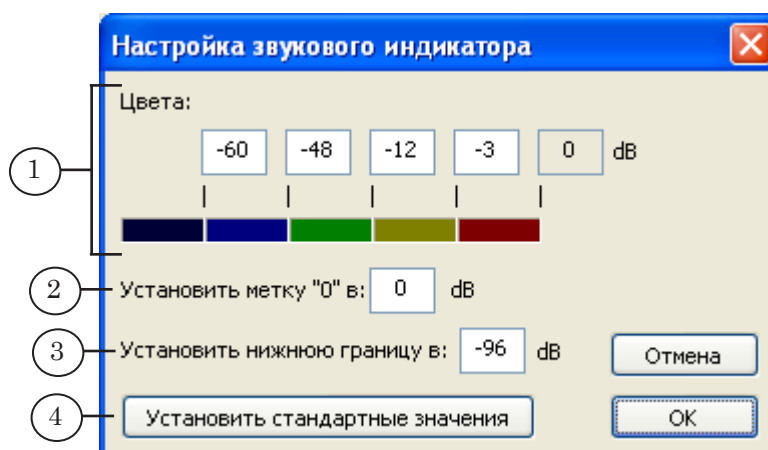 Настройка звукового индикатора
Цвета:
1
-60 -48 -12 -3 0 dB
2 Установить метку "0" в: 0 dB
3 Установить нижнюю границу в: -96 dB
Отмена
4 Установить стандартные значения
OK